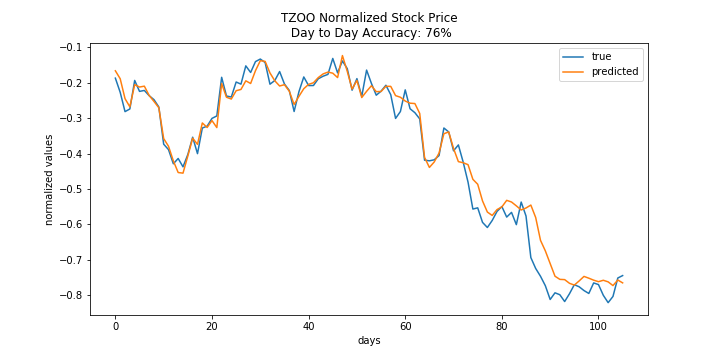 TZOO Normalized Stock Price
Day to Day Accuracy: 76%
true
predicted
normalized values
−0.1
−0.2
−0.3
−0.4
−0.5
−0.6
−0.7
−0.8
0
20
40
60
80
100
days